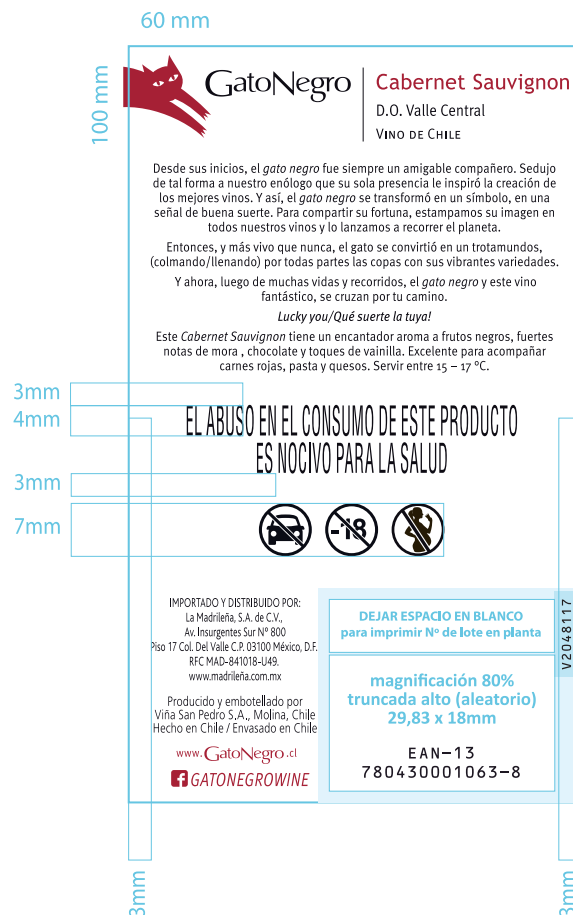 60 mm
100 mm
GatoNegro
Cabernet Sauvignon
D.O. Valle Central
VINO DE CHILE
Desde sus inicios, el gato negro fue siempre un amigable compañero. Sedujo
de tal forma a nuestro enólogo que su sola presencia le inspiró la creación de
los mejores vinos. Y así, el gato negro se transformó en un símbolo, en una
señal de buena suerte. Para compartir su fortuna, estampamos su imagen en
todos nuestros vinos y lo lanzamos a recorrer el planeta.
Entonces, y más vivo que nunca, el gato se convirtió en un trotamundos,
(colmando/llenando) por todas partes las copas con sus vibrantes variedades.
Y ahora, luego de muchas vidas y recorridos, el gato negro y este vino
fantástico, se cruzan por tu camino.
Lucky you/Qué suerte la tuya!
Este Cabernet Sauvignon tiene un encantador aroma a frutos negros, fuertes
notas de mora , chocolate y toques de vainilla. Excelente para acompañar
carnes rojas, pasta y quesos. Servir entre 15 – 17 ºC.
3mm
4mm
EL ABUSO EN EL CONSUMO DE ESTE PRODUCTO
ES NOCIVO PARA LA SALUD
3mm
7mm
-18
IMPORTADO Y DISTRIBUIDO POR:
La Madrileña, S.A. de C.V.,
Av. Insurgentes Sur Nº 800
Piso 17 Col. Del Valle C.P. 03100 México, D.F.
RFC MAD-841018-U49.
www.madrileña.com.mx
Producido y embotellado por
Viña San Pedro S.A., Molina, Chile
Hecho en Chile / Envasado en Chile
www.GatoNegro.cl
GATONEGROWINE
DEJAR ESPACIO EN BLANCO
para imprimir Nº de lote en planta
V2048117
magnificación 80%
truncada alto (aleatorio)
29,83 x 18mm
EAN-13
780430001063-8
3mm
3mm